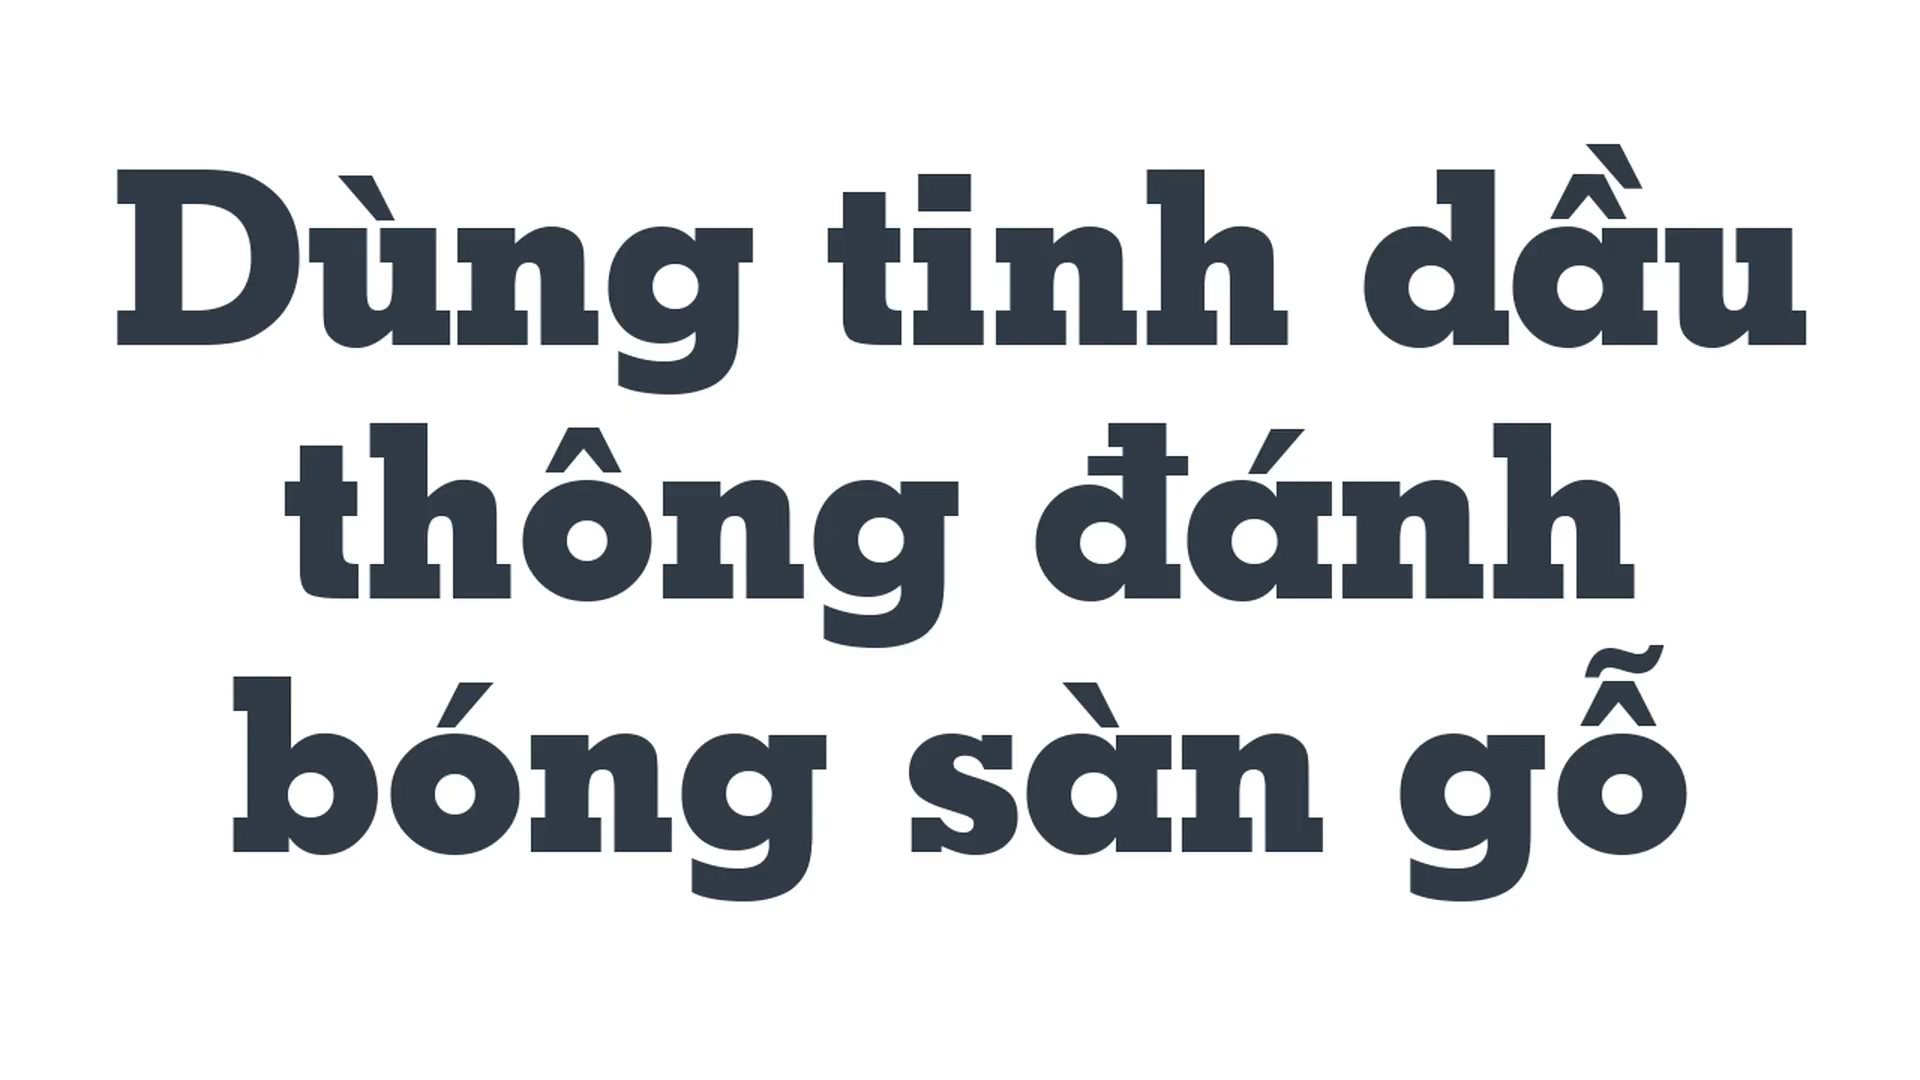 Dùng tinh dầu
thông đánh
bóng sàn gỗ